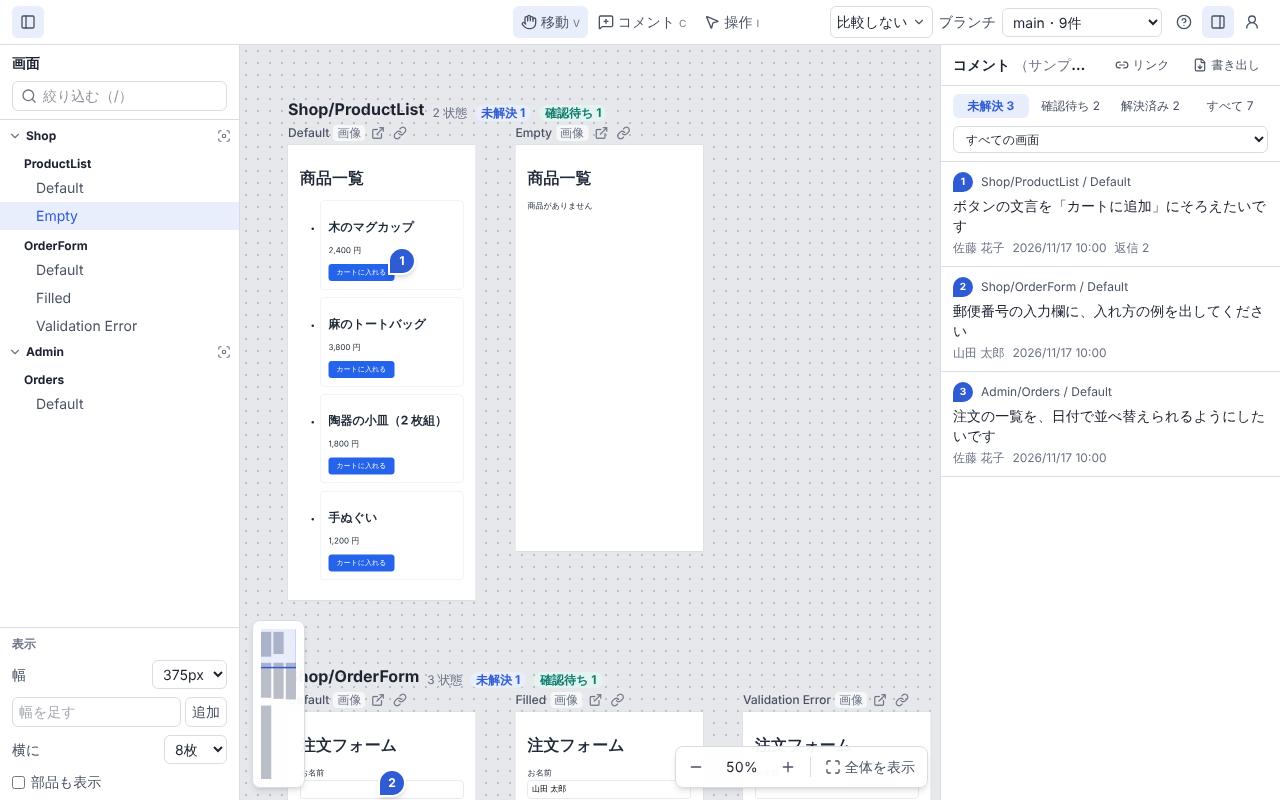 移動 V
コメント C
操作 I
比較しない
ブランチ
main・9件
画面
絞り込む（/）
Shop
ProductList
Default
Empty
OrderForm
Default
Filled
Validation Error
Admin
Orders
Default
表示
幅
375px
幅を足す
追加
横に
8枚
部品も表示
Shop/ProductList 2 状態 未解決 1 確認待ち 1
Default 画像
Empty 画像
商品一覧
木のマグカップ
2,400 円
カートに入れる
1
麻のトートバッグ
3,800 円
カートに入れる
陶器の小皿（2 枚組）
1,800 円
カートに入れる
手ぬぐい
1,200 円
カートに入れる
商品一覧
商品がありません
hop/OrderForm 3 状態 未解決 1 確認待ち 1
fault 画像
Filled 画像
Validation Error 画像
注文フォーム
お名前
2
注文フォーム
お名前
山田 太郎
注文フォーム
50%
全体を表示
コメント （サンプ…
リンク
書き出し
未解決 3
確認待ち 2
解決済み 2
すべて 7
すべての画面
1 Shop/ProductList / Default
ボタンの文言を「カートに追加」にそろえたいで
す
佐藤 花子 2026/11/17 10:00 返信 2
2 Shop/OrderForm / Default
郵便番号の入力欄に、入れ方の例を出してくださ
い
山田 太郎 2026/11/17 10:00
3 Admin/Orders / Default
注文の一覧を、日付で並べ替えられるようにした
いです
佐藤 花子 2026/11/17 10:00